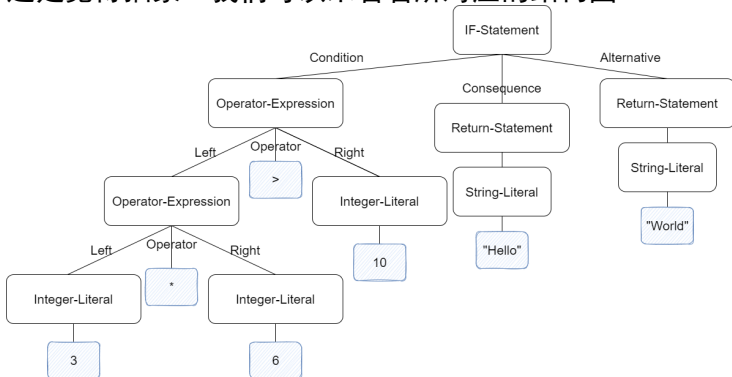 IF-Statement
Condition
Alternative
Consequence
Operator-Expression
Return-Statement
Return-Statement
Left
Operator
Right
>
String-Literal
Operator-Expression
Integer-Literal
String-Literal
"World"
Left
Operator
Right
10
"Hello"
Integer-Literal
*
Integer-Literal
3
6